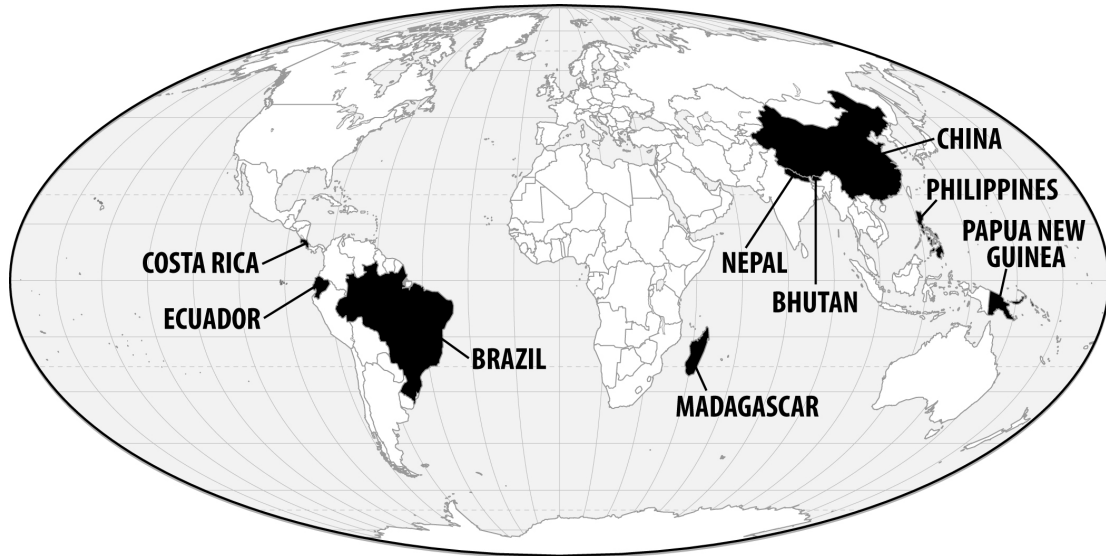 CHINA
PHILIPPINES
PAPUA NEW
GUINEA
NEPAL
BHUTAN
COSTA RICA
ECUADOR
BRAZIL
MADAGASCAR